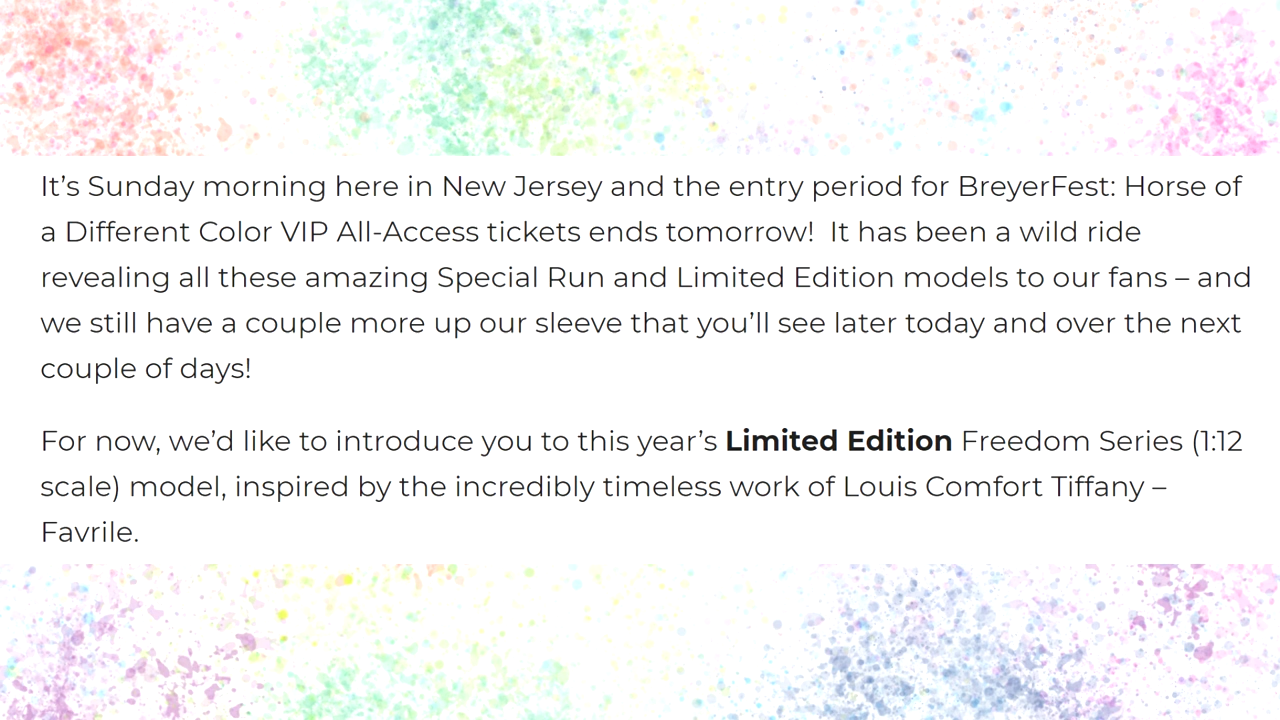 It’s Sunday morning here in New Jersey and the entry period for BreyerFest: Horse of
a Different Color VIP All-Access tickets ends tomorrow!  It has been a wild ride
revealing all these amazing Special Run and Limited Edition models to our fans – and
we still have a couple more up our sleeve that you’ll see later today and over the next
couple of days!
For now, we’d like to introduce you to this year’s Limited Edition Freedom Series (1:12
scale) model, inspired by the incredibly timeless work of Louis Comfort Tiffany –
Favrile.